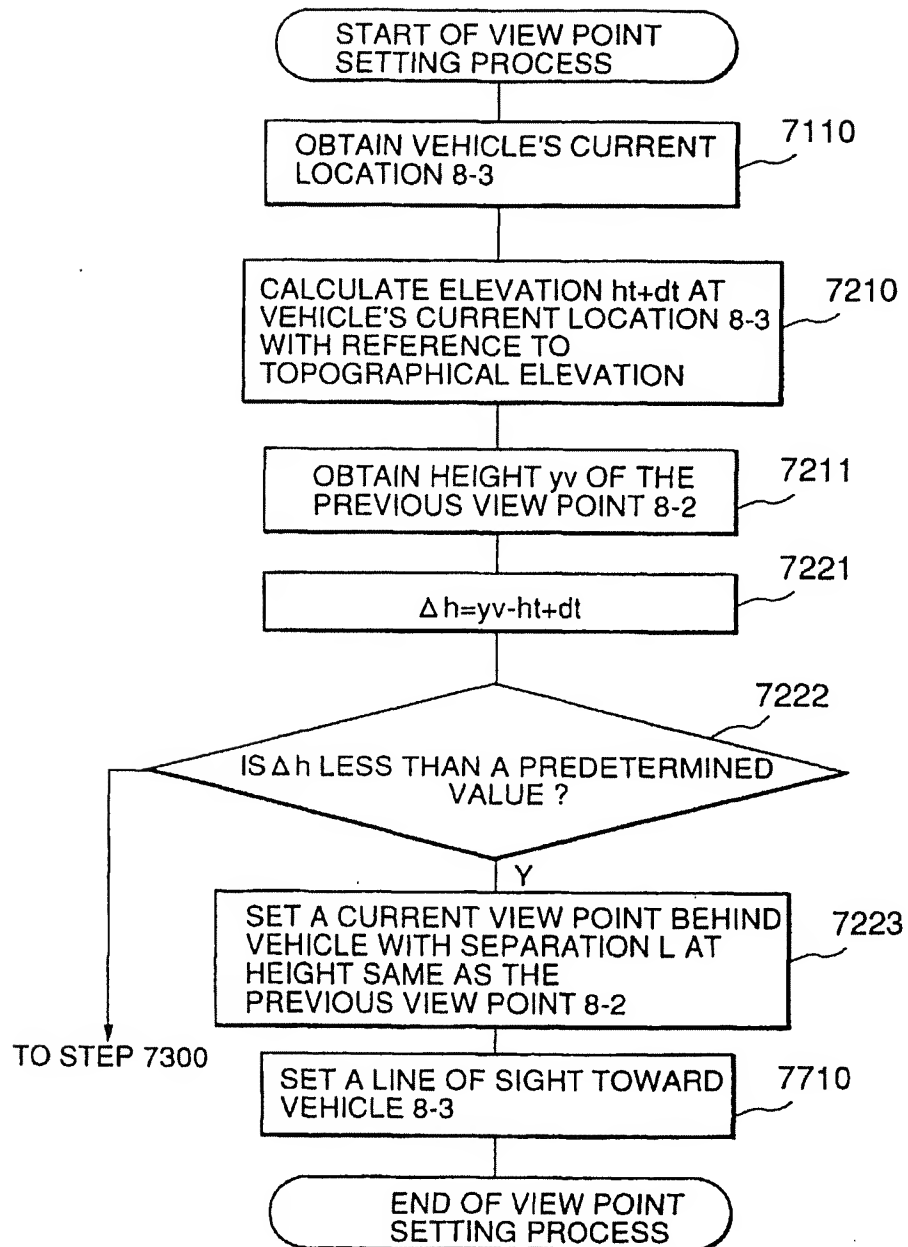 START OF VIEW POINT
SETTING PROCESS
OBTAIN VEHICLE'S CURRENT
LOCATION 8-3
7110
CALCULATE ELEVATION ht+dt AT
VEHICLE'S CURRENT LOCATION 8-3
WITH REFERENCE TO
TOPOGRAPHICAL ELEVATION
7210
OBTAIN HEIGHT yv OF THE
PREVIOUS VIEW POINT 8-2
7211
Δh=yv-ht+dt
7221
IS Δh LESS THAN A PREDETERMINED
VALUE ?
7222
Y
SET A CURRENT VIEW POINT BEHIND
VEHICLE WITH SEPARATION L AT
HEIGHT SAME AS THE
PREVIOUS VIEW POINT 8-2
7223
TO STEP 7300
SET A LINE OF SIGHT TOWARD
VEHICLE 8-3
7710
END OF VIEW POINT
SETTING PROCESS